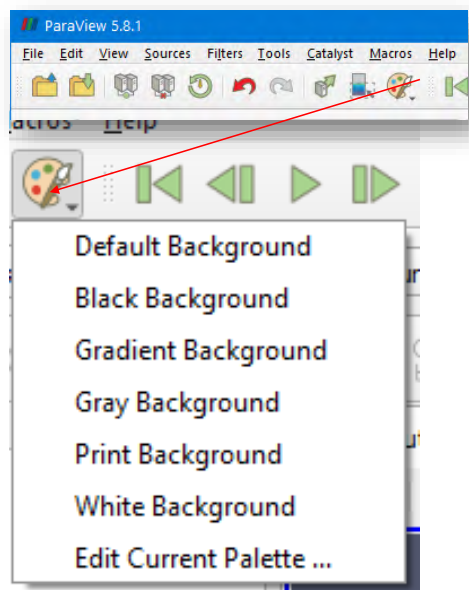 ParaView 5.8.1
File Edit View Sources Filters Tools Catalyst Macros Help
Help
Default Background
Black Background
Gradient Background
Gray Background
Print Background
White Background
Edit Current Palette ...